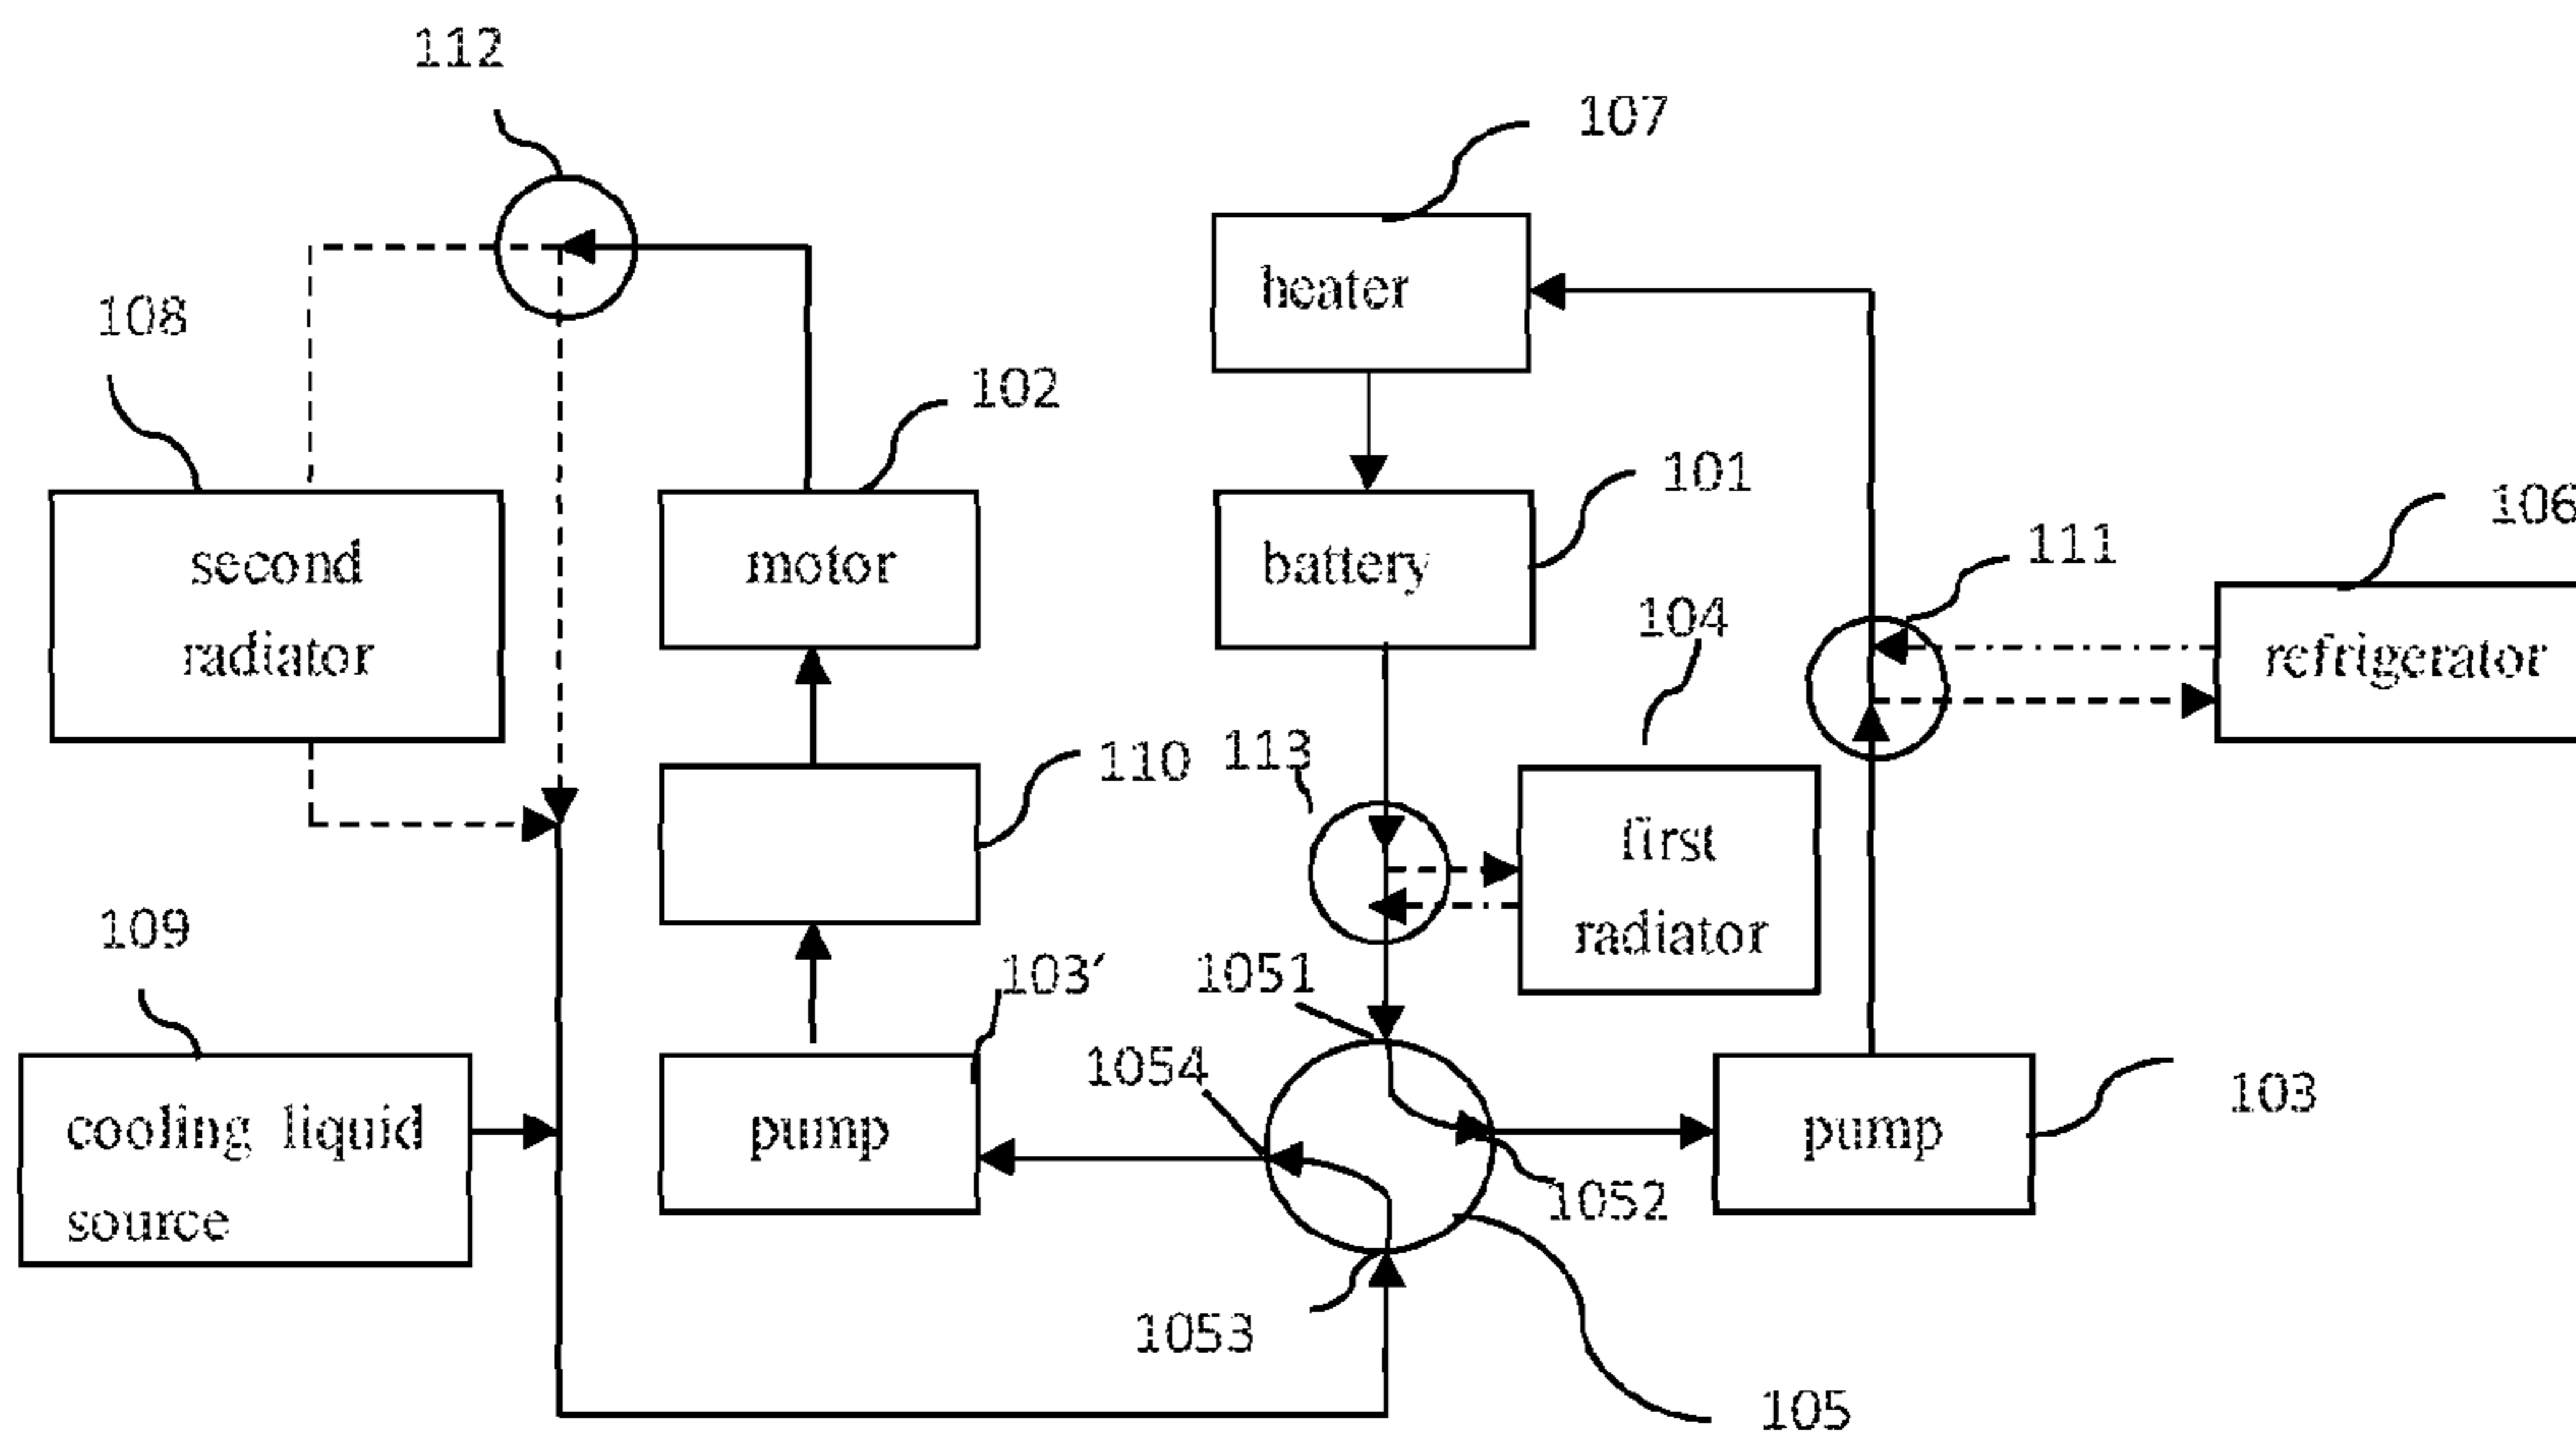 112
107
heater
108
102
101
106
second
radiator
motor
battery
111
104
refrigerator
113
110
first
radiator
109
103′
1051
1054
cooling liquid
source
pump
pump
103
1052
1053
105